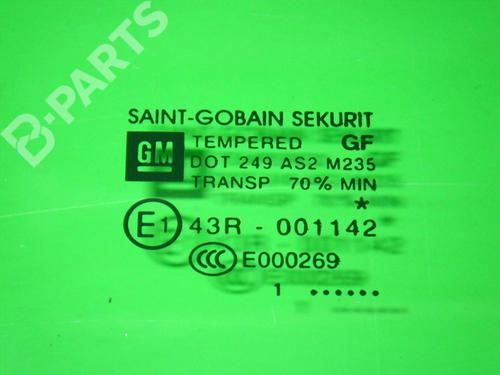 B-PARTS
SAINT-GOBAIN SEKURIT
GM TEMPERED GF
DOT 249 AS2 M235
TRANSP 70% MIN
*
E1 43R - 001142
CCC E000269
1 ......